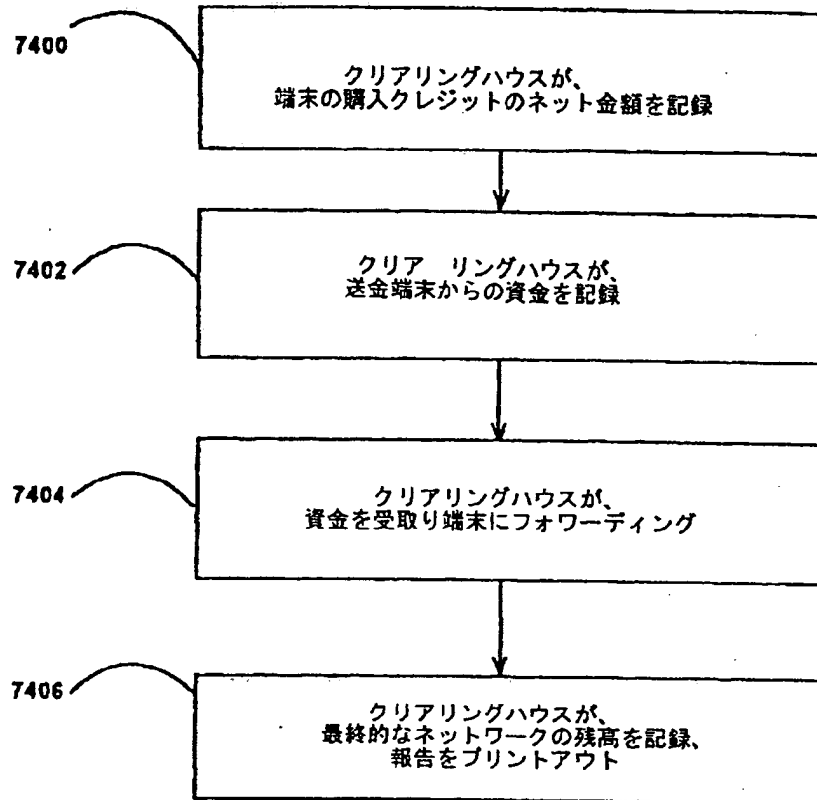 7400
クリアリングハウスが、
端末の購入クレジットのネット金額を記録
7402
クリア　リングハウスが、
送金端末からの資金を記録
7404
クリアリングハウスが、
資金を受取り端末にフォワーディング
7406
クリアリングハウスが、
最終的なネットワークの残高を記録、
報告をプリントアウト